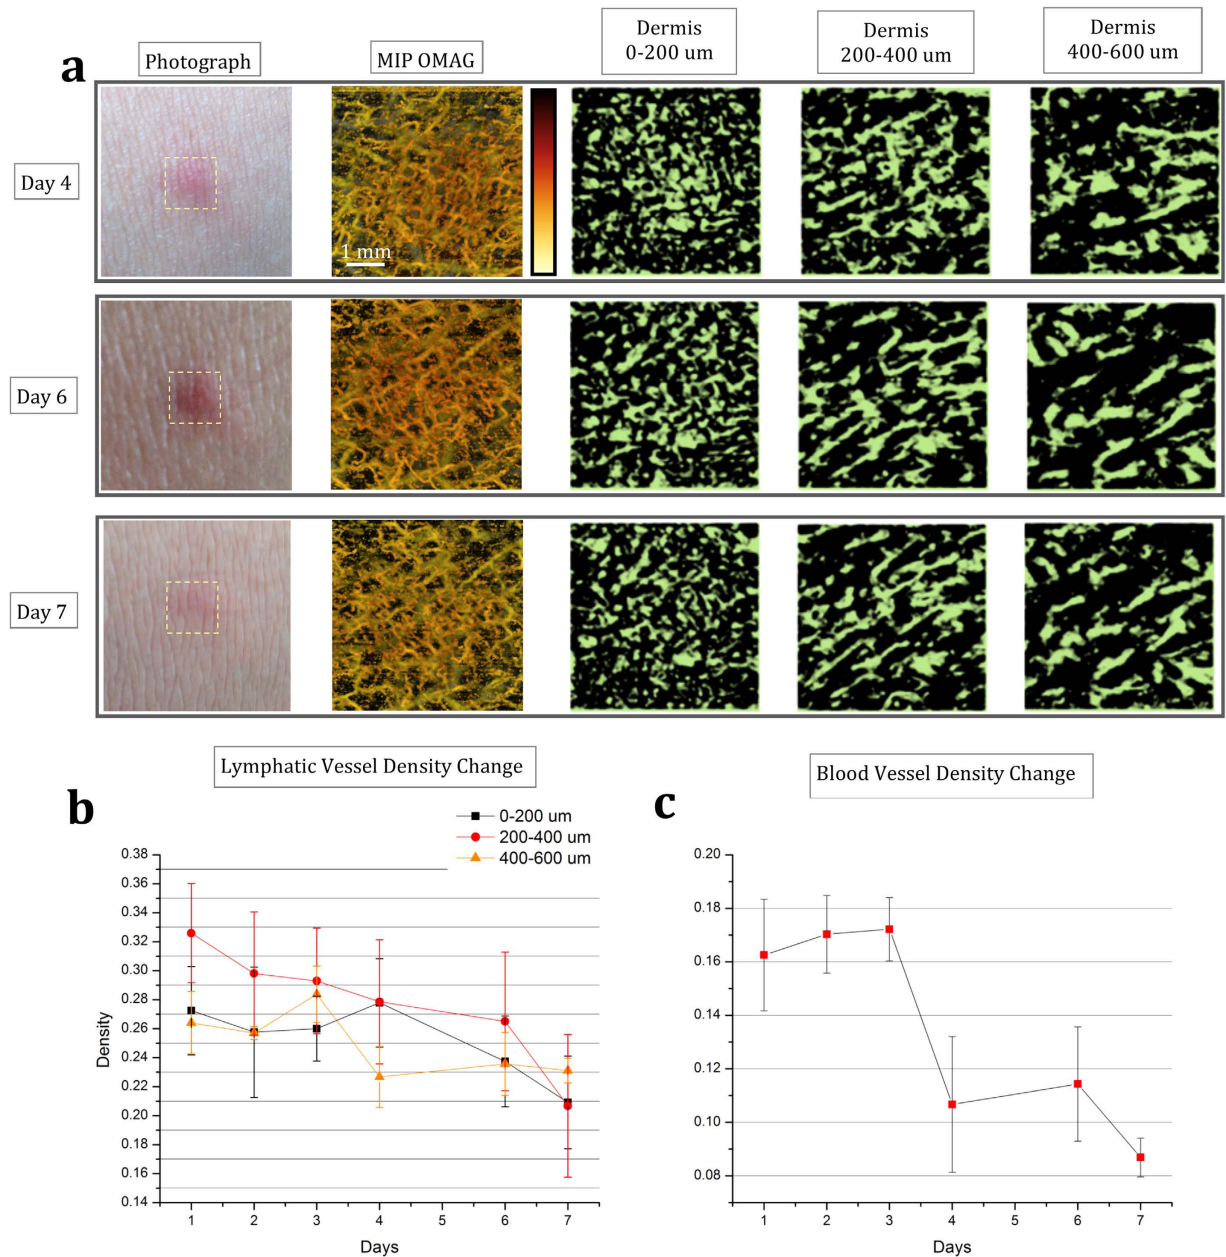 a
Photograph
MIP OMAG
Dermis
0-200 um
Dermis
200-400 um
Dermis
400-600 um
Day 4
1 mm
Day 6
Day 7
Lymphatic Vessel Density Change
b
0-200 um
200-400 um
400-600 um
Density
0.38
0.36
0.34
0.32
0.30
0.28
0.26
0.24
0.22
0.20
0.18
0.16
0.14
1 2 3 4 5 6 7
Days
Blood Vessel Density Change
c
0.20
0.18
0.16
0.14
0.12
0.10
0.08
1 2 3 4 5 6 7
Days